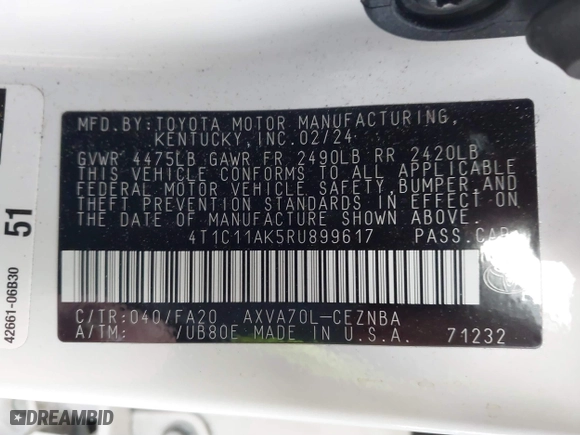 MFD.BY:TOYOTA MOTOR MANUFACTURING,
KENTUCKY,INC. 02/24
GVWR 4475LB GAWR FR 2490LB RR 2420LB
THIS VEHICLE CONFORMS TO ALL APPLICABLE
FEDERAL MOTOR VEHICLE SAFETY,BUMPER,AND
THEFT PREVENTION STANDARDS IN EFFECT ON
THE DATE OF MANUFACTURE SHOWN ABOVE.
4T1C11AK5RU899617 PASS.CAR
C/TR:040/FA20 AXVA70L-CEZNBA
A/TM: /UB80E MADE IN U.S.A. 71232
51
42661-06B30
DREAMBID